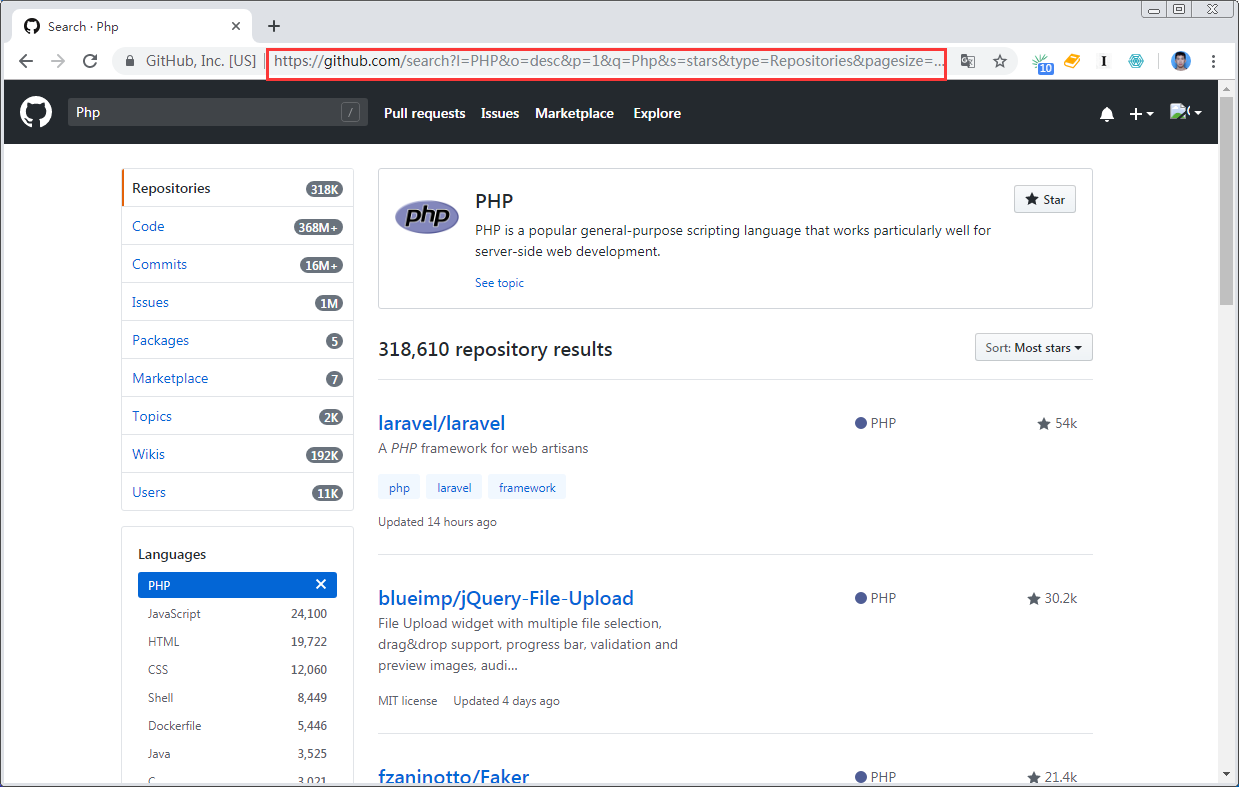 Search · Php
GitHub, Inc. [US] https://github.com/search?l=PHP&o=desc&p=1&q=Php&s=stars&type=Repositories&pagesize=...
10
I
Php /
Pull requests Issues Marketplace Explore
Repositories 318K
Code 368M+
Commits 16M+
Issues 1M
Packages 5
Marketplace 7
Topics 2K
Wikis 192K
Users 11K
Languages
PHP
JavaScript 24,100
HTML 19,722
CSS 12,060
Shell 8,449
Dockerfile 5,446
Java 3,525
C 3,021
php
PHP
Star
PHP is a popular general-purpose scripting language that works particularly well for
server-side web development.
See topic
318,610 repository results
Sort: Most stars
laravel/laravel
PHP
54k
A PHP framework for web artisans
php laravel framework
Updated 14 hours ago
blueimp/jQuery-File-Upload
PHP
30.2k
File Upload widget with multiple file selection,
drag&drop support, progress bar, validation and
preview images, audi...
MIT license Updated 4 days ago
fzaninotto/Faker
PHP
21.4k